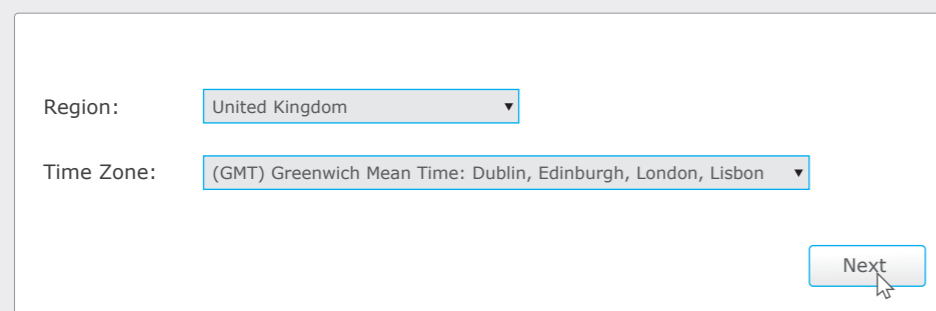 Region: United Kingdom
Time Zone: (GMT) Greenwich Mean Time: Dublin, Edinburgh, London, Lisbon
Next